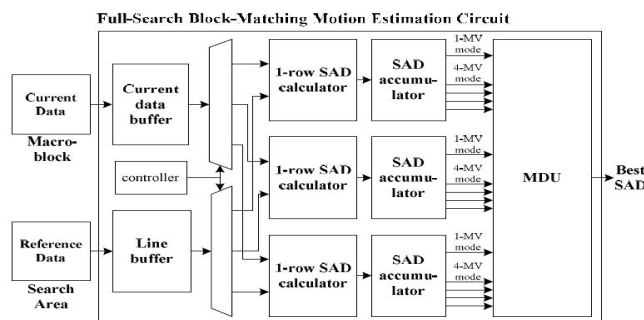 Full-Search Block-Matching Motion Estimation Circuit
Current
Data
Macro-
block
Current
data
buffer
controller
Reference
Data
Search
Area
Line
buffer
1-row SAD
calculator
SAD
accumu-
lator
1-MV
mode
4-MV
mode
1-row SAD
calculator
SAD
accumu-
lator
1-MV
mode
4-MV
mode
1-row SAD
calculator
SAD
accumu-
lator
1-MV
mode
4-MV
mode
MDU
Best
SAD